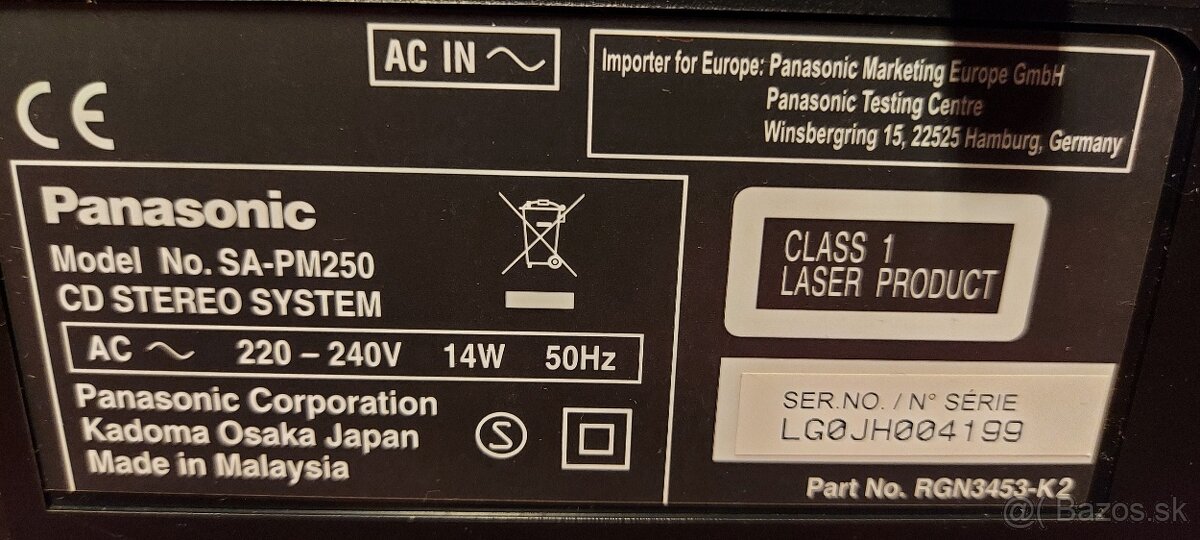 AC IN
Importer for Europe: Panasonic Marketing Europe GmbH
Panasonic Testing Centre
Winsbergring 15, 22525 Hamburg, Germany
CE
Panasonic
Model No. SA-PM250
CD STEREO SYSTEM
AC ~ 220 – 240V 14W 50Hz
Panasonic Corporation
Kadoma Osaka Japan
Made in Malaysia
S
CLASS 1
LASER PRODUCT
SER.NO. / N° SÉRIE
LG0JH004199
Part No. RGN3453-K2
Bazos.sk